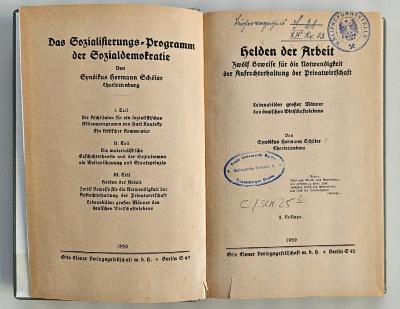 Das Sozialisierungs-Programm
der Sozialdemokratie
Von
Syndikus Hermann Schöler
Charlottenburg
I. Teil
Die Richtlinien für ein sozialistisches
Aktionsprogramm von Karl Kautsky
Ein kritischer
Kommentar
II. Teil
Die materialistische
Geschichtstheorie und der Sozialismus
als Weltanschauung und Staatsprinzip
III. Teil
Helden der Arbeit
Zwölf Beweise für die Notwendigkeit
der Aufrechterhaltung der Privatwirtschaft
Lebensbilder großer Männer des
deutschen Wirtschaftslebens
1920
Otto Elsner Verlagsgesellschaft m. b. H. • Berlin S 42
Helden der Arbeit
Zwölf Beweise für die Notwendigkeit
der Aufrechterhaltung der Privatwirtschaft
Lebensbilder großer Männer
des deutschen Wirtschaftslebens
Von
Syndikus Hermann Schöler
Charlottenburg
2. Auflage.
1920
Otto Elsner Verlagsgesellschaft m. b. H. • Berlin S 42